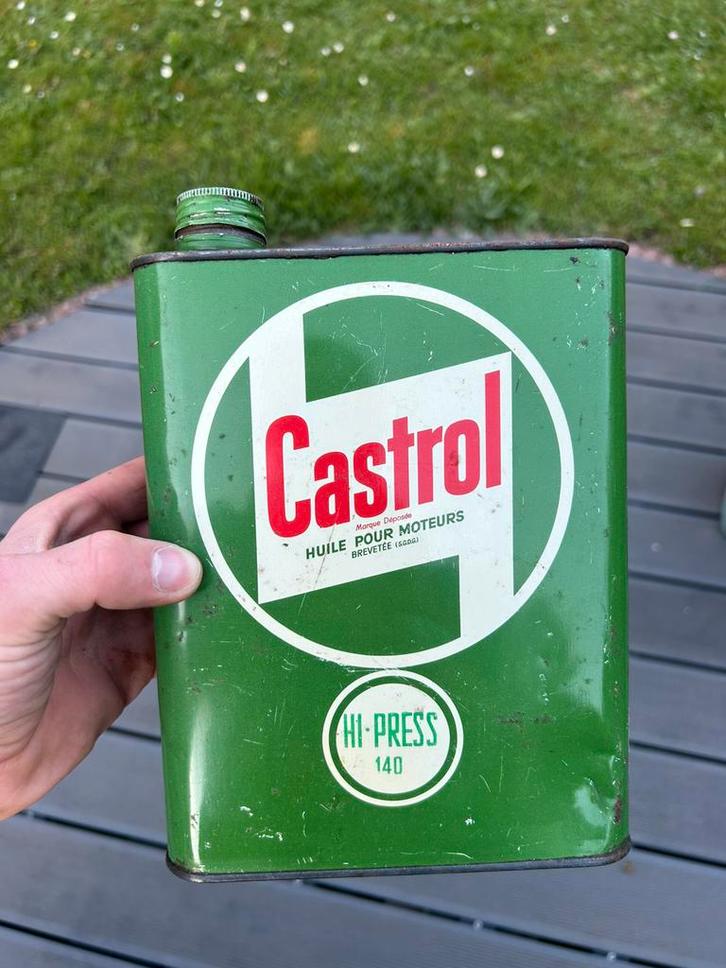 Castrol
Marque Déposée
HUILE POUR MOTEURS
BREVETÉE (S.G.D.G.)
HI-PRESS
140